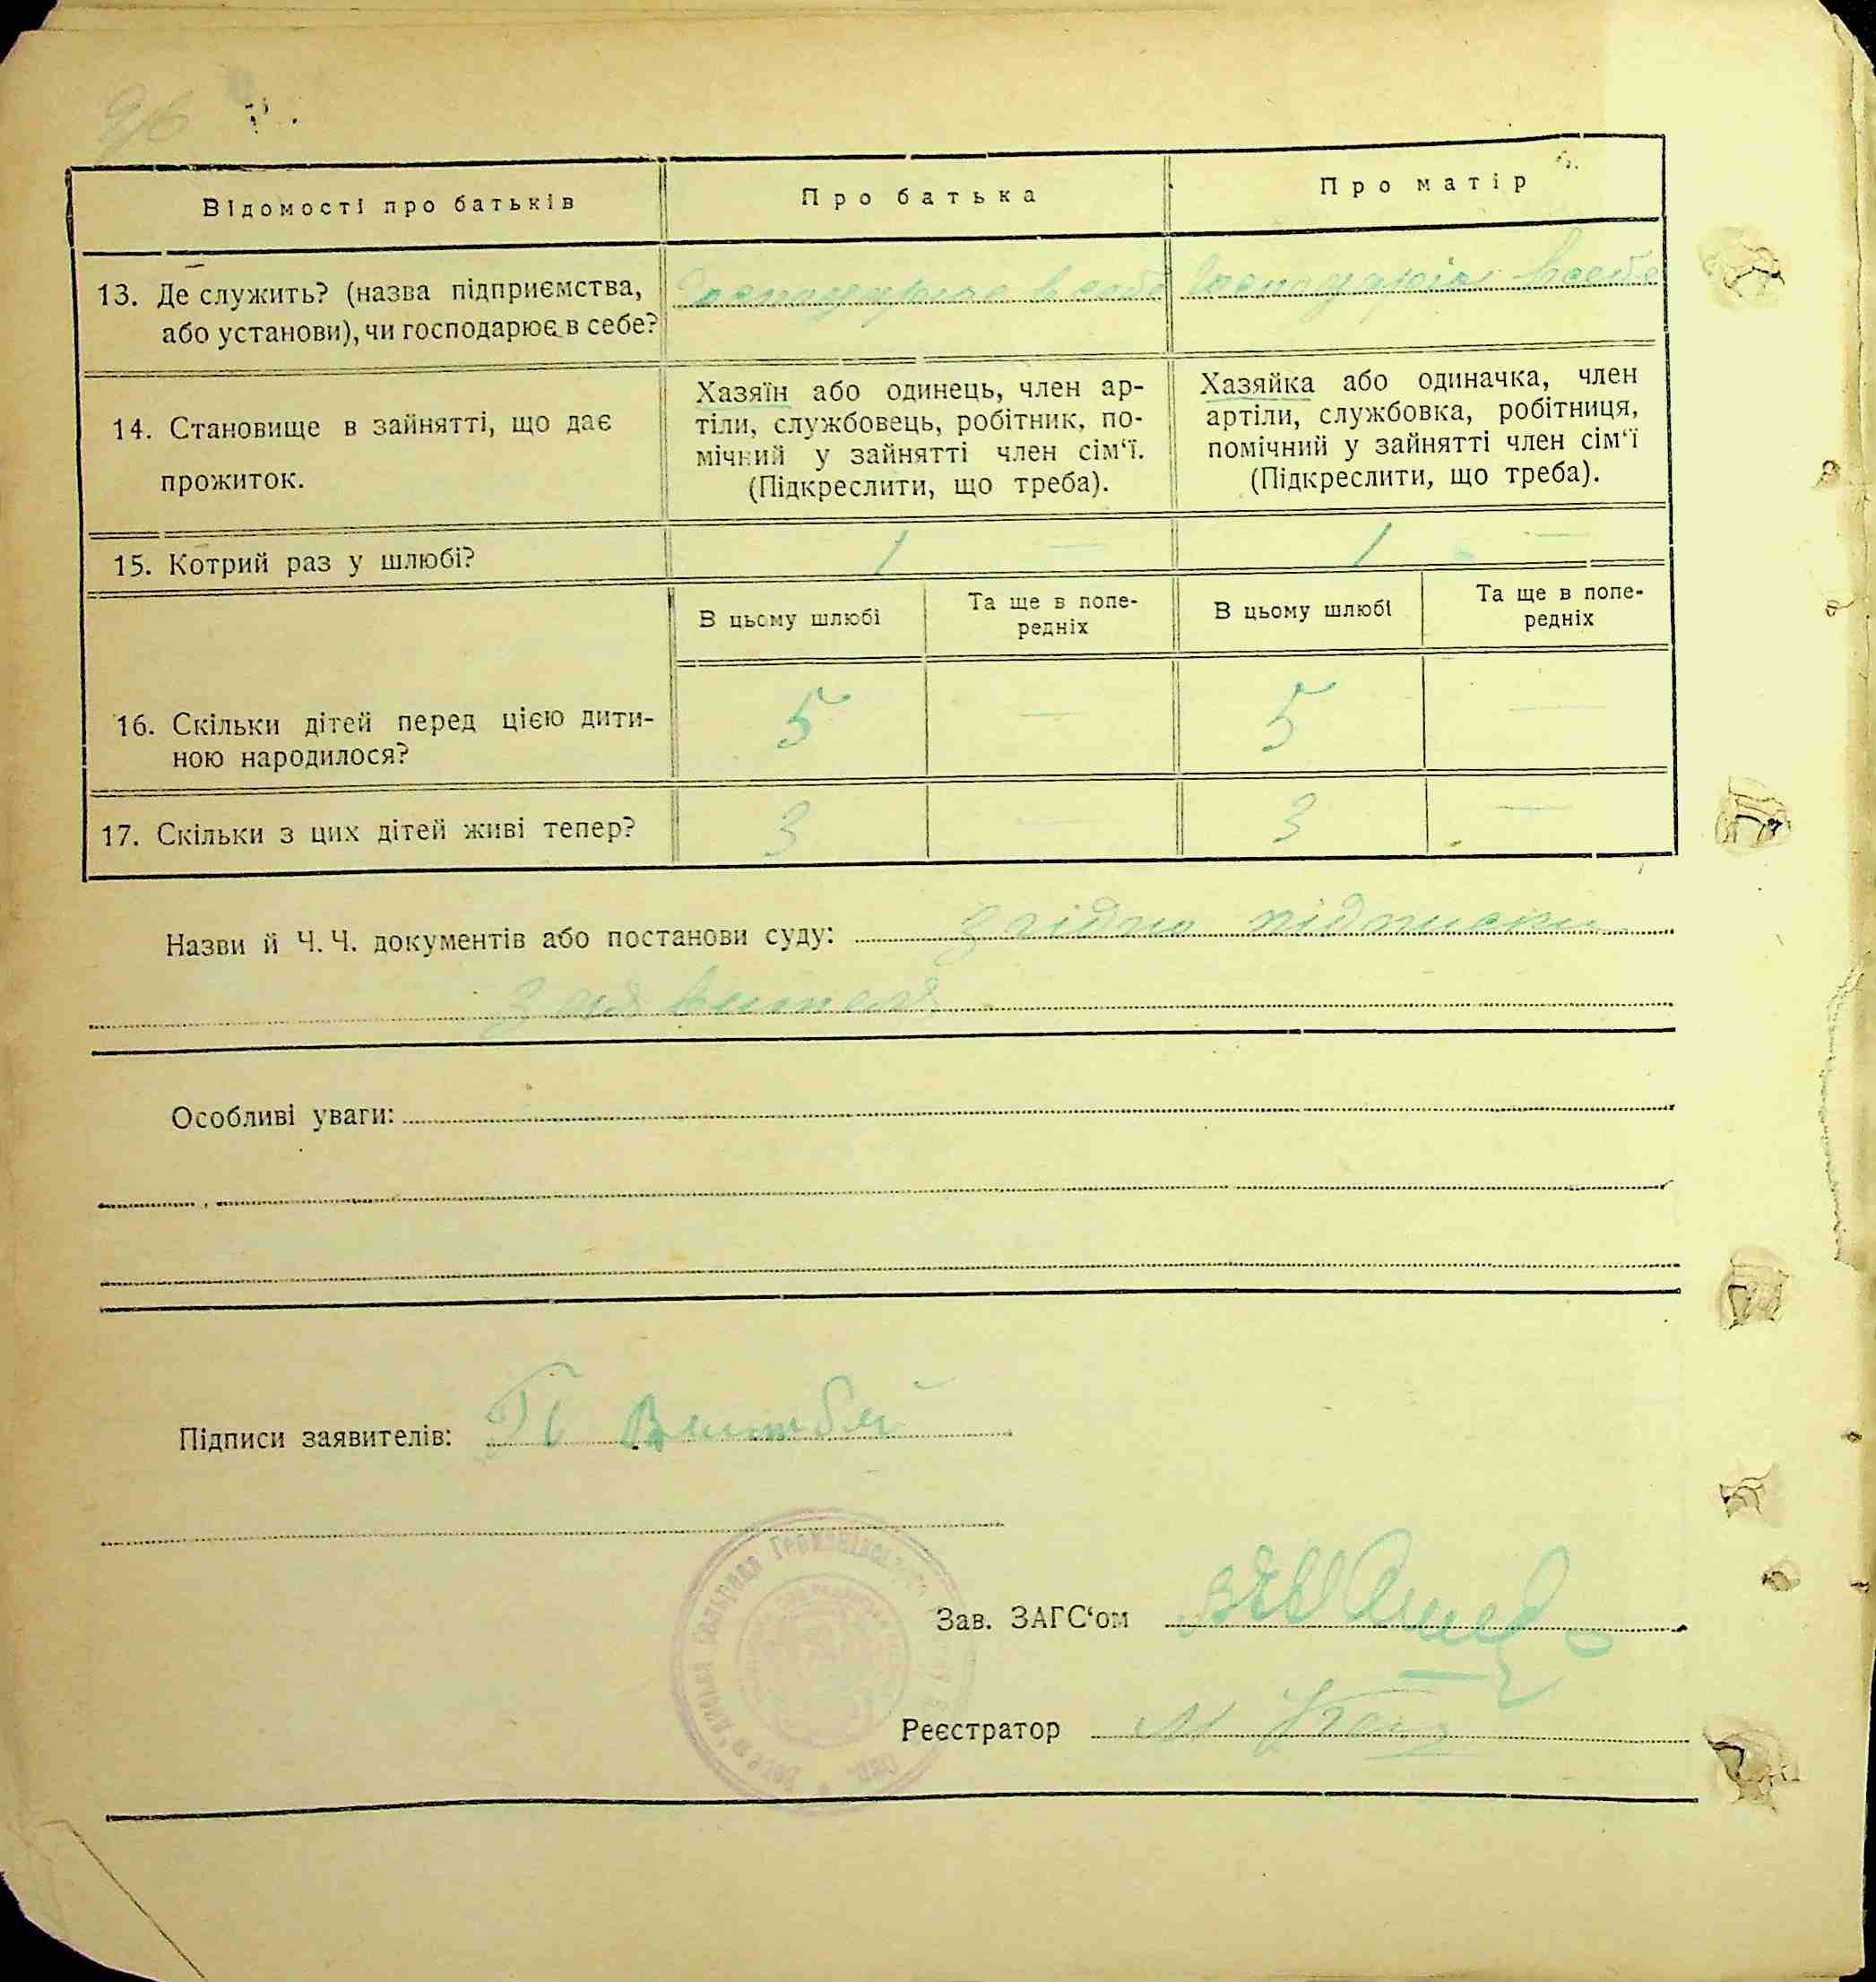 96
Відомості про батьків
Про батька
Про матір
13. Де служить? (назва підприємства,
або установи), чи господарює в себе?
Господарює в себе
Господарює в себе
14. Становище в зайнятті, що дає
прожиток.
Хазяїн або одинець, член ар-
тіли, службовець, робітник, по-
мічний у зайнятті член сім‘ї.
(Підкреслити, що треба).
Хазяйка або одиначка, член
артіли, службовка, робітниця,
помічний у зайнятті член сім‘ї
(Підкреслити, що треба).
15. Котрий раз у шлюбі?
1 —
1 —
В цьому шлюбі
Та ще в попе-
редніх
В цьому шлюбі
Та ще в попе-
редніх
16. Скільки дітей перед цією дити-
ною народилося?
5 — 5 —
17. Скільки з цих дітей живі тепер?
3 — 3 —
Назви й Ч. Ч. документів або постанови суду: згідно підписки
заявителя
Особливі уваги:
Підписи заявителів:
Зав. ЗАГС‘ом
Реєстратор